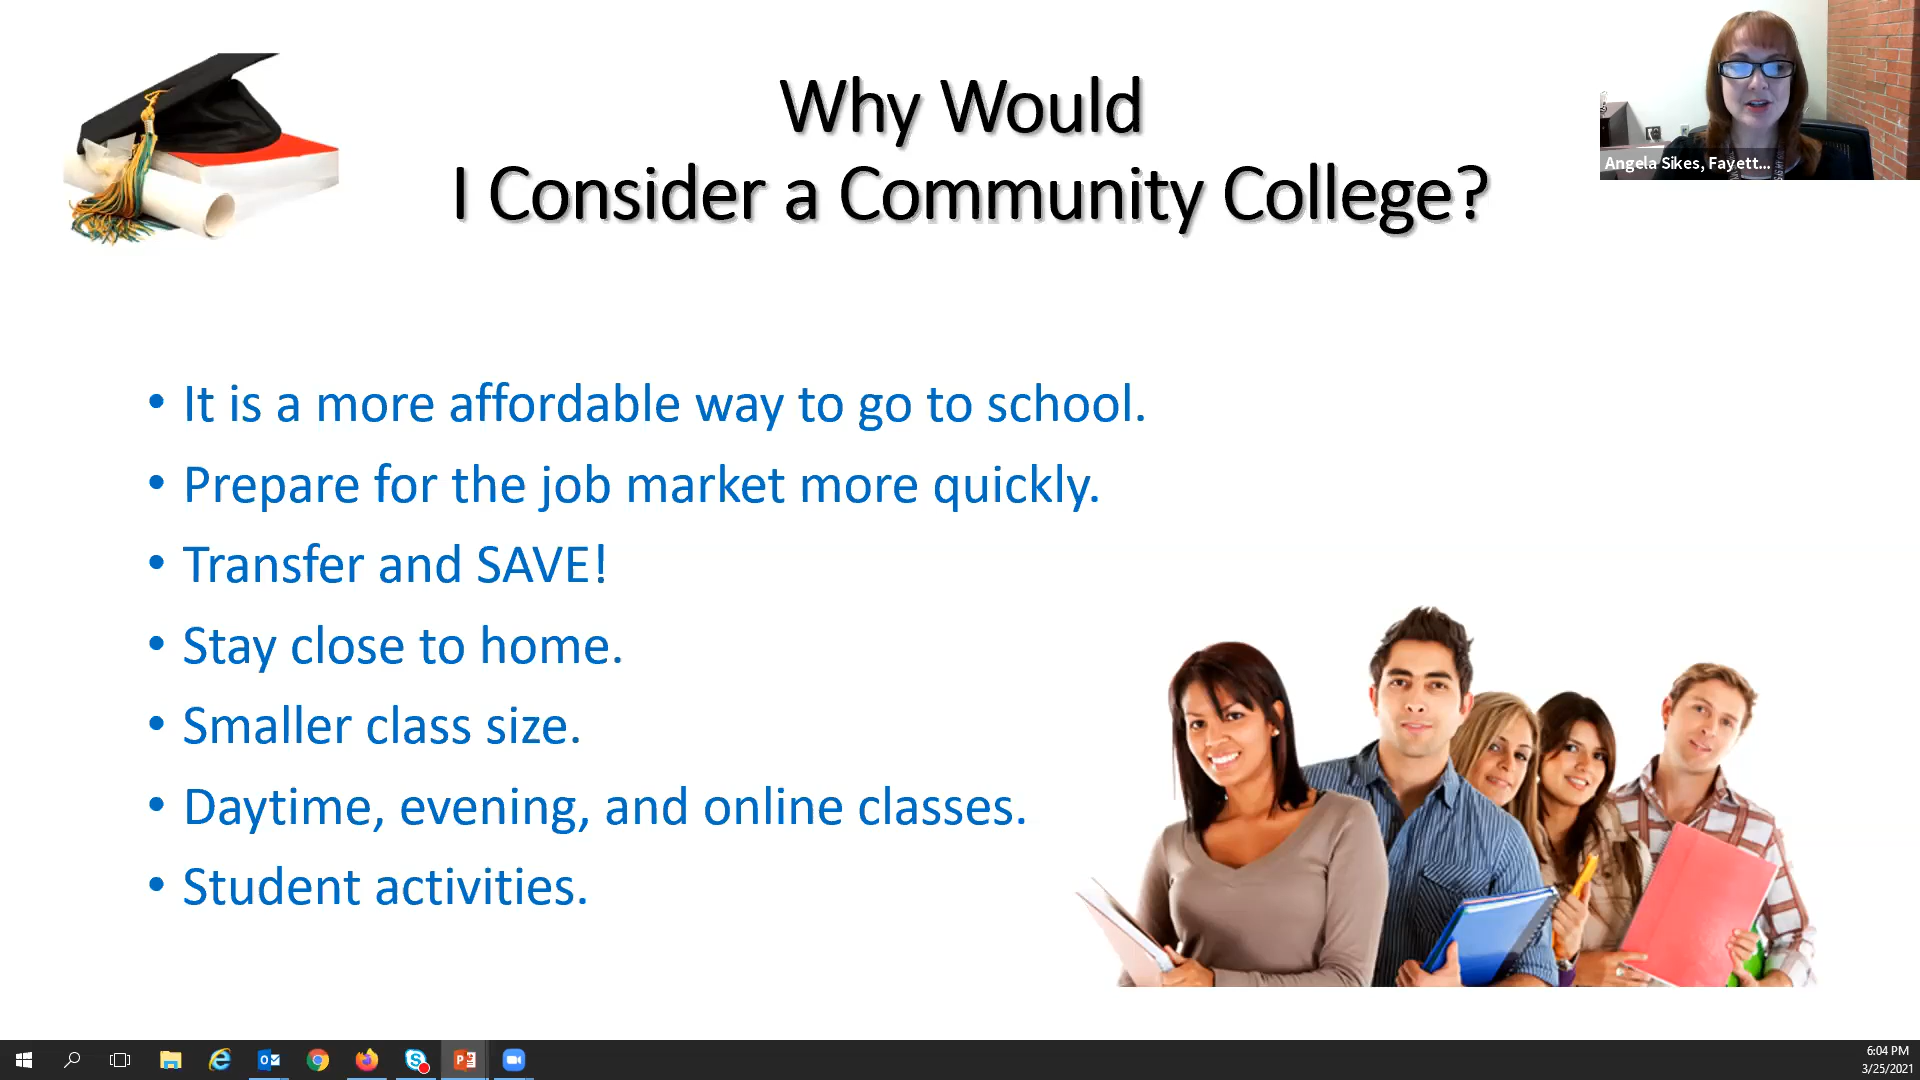 Why Would
I Consider a Community College?
Angela Sikes, Fayett...
• It is a more affordable way to go to school.
• Prepare for the job market more quickly.
• Transfer and SAVE!
• Stay close to home.
• Smaller class size.
• Daytime, evening, and online classes.
• Student activities.
6:04 PM
3/25/2021